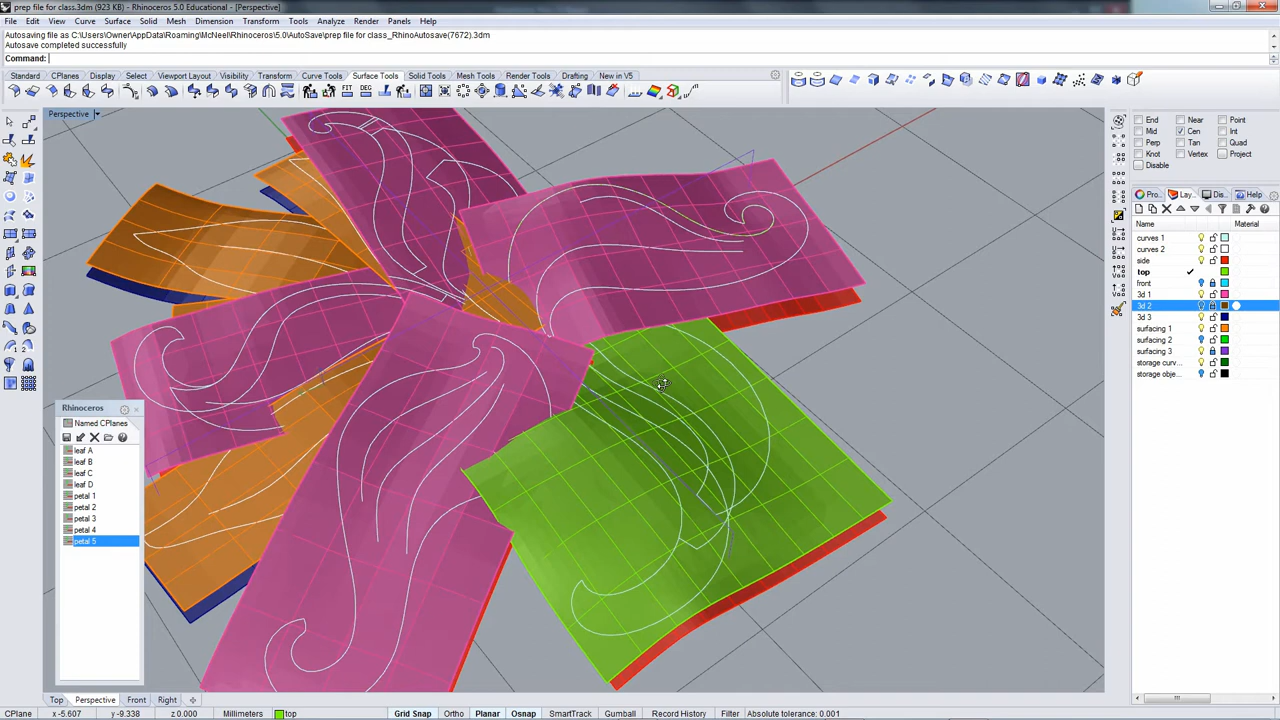 prep file for class.3dm (923 KB) - Rhinoceros 5.0 Educational - [Perspective]
File Edit View Curve Surface Solid Mesh Dimension Transform Tools Analyze Render Panels Help
Autosaving file as C:\Users\Owner\AppData\Roaming\McNeel\Rhinoceros\5.0\AutoSave\prep file for class_RhinoAutosave(7672).3dm
Autosave completed successfully
Command:
Standard CPlanes Display Select Viewport Layout Visibility Transform Curve Tools Surface Tools Solid Tools Mesh Tools Render Tools Drafting New in V5
FIT DEG
Perspective
End Near Point
Mid Cen Int
Perp Tan Quad
Knot Vertex Project
Disable
Pro... Lay... Dis... Help
Name Material
curves 1
curves 2
side
top
front
3d 1
3d 2
3d 3
surfacing 1
surfacing 2
surfacing 3
storage curv...
storage obje...
Rhinoceros
Named CPlanes
leaf A
leaf B
leaf C
leaf D
petal 1
petal 2
petal 3
petal 4
petal 5
Top Perspective Front Right
CPlane x -5.607 y -9.338 z 0.000 Millimeters top Grid Snap Ortho Planar Osnap SmartTrack Gumball Record History Filter Absolute tolerance: 0.001